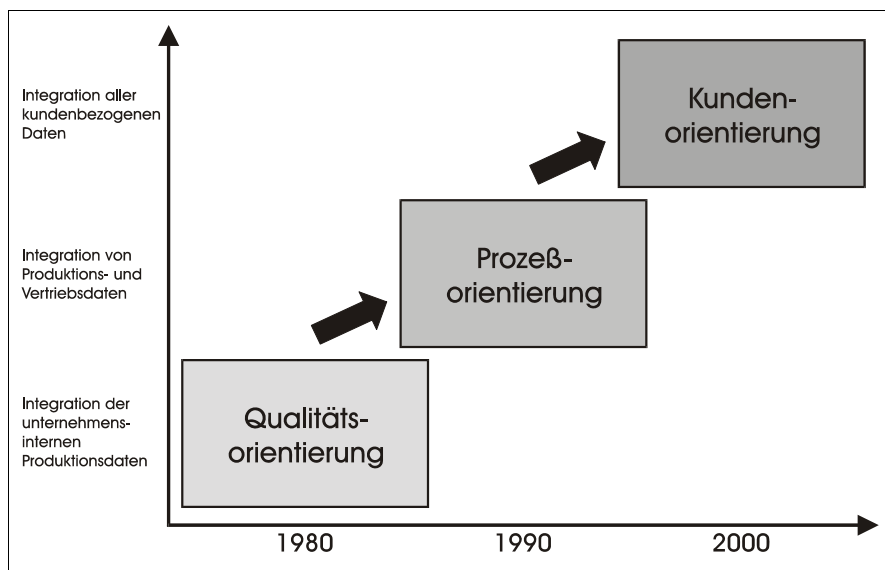 Integration aller
kundenbezogenen
Daten
Kunden-
orientierung
Integration von
Produktions- und
Vertriebsdaten
Prozeß-
orientierung
Integration der
unternehmens-
internen
Produktionsdaten
Qualitäts-
orientierung
1980
1990
2000